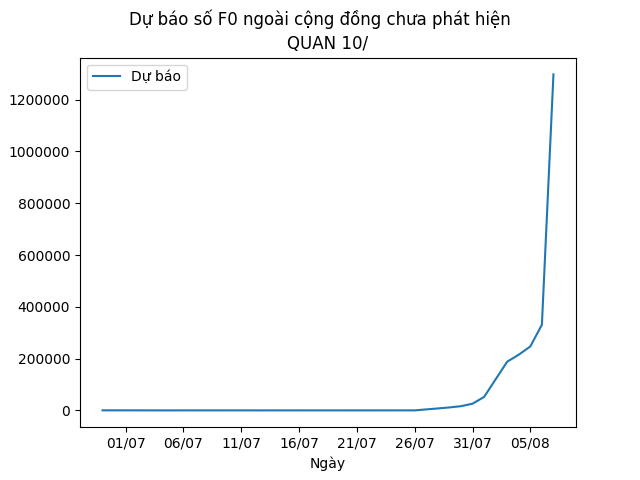 Dự báo số F0 ngoài cộng đồng chưa phát hiện
QUAN 10/
Dự báo
1200000
1000000
800000
600000
400000
200000
0
01/07 06/07 11/07 16/07 21/07 26/07 31/07 05/08
Ngày